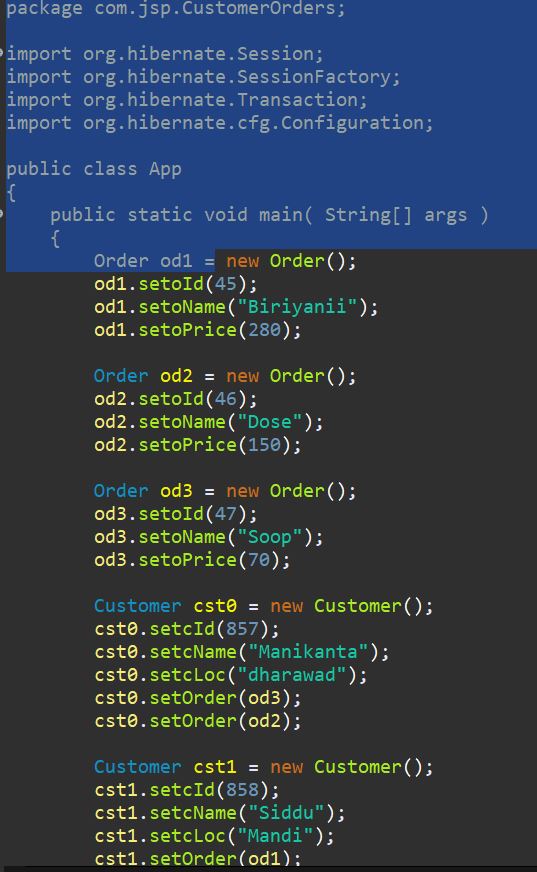 package com.jsp.CustomerOrders;
import org.hibernate.Session;
import org.hibernate.SessionFactory;
import org.hibernate.Transaction;
import org.hibernate.cfg.Configuration;
public class App
{
public static void main( String[] args )
{
Order od1 = new Order();
od1.setoId(45);
od1.setoName("Biriyanii");
od1.setoPrice(280);
Order od2 = new Order();
od2.setoId(46);
od2.setoName("Dose");
od2.setoPrice(150);
Order od3 = new Order();
od3.setoId(47);
od3.setoName("Soop");
od3.setoPrice(70);
Customer cst0 = new Customer();
cst0.setcId(857);
cst0.setcName("Manikanta");
cst0.setcLoc("dharawad");
cst0.setOrder(od3);
cst0.setOrder(od2);
Customer cst1 = new Customer();
cst1.setcId(858);
cst1.setcName("Siddu");
cst1.setcLoc("Mandi");
cst1.setOrder(od1);